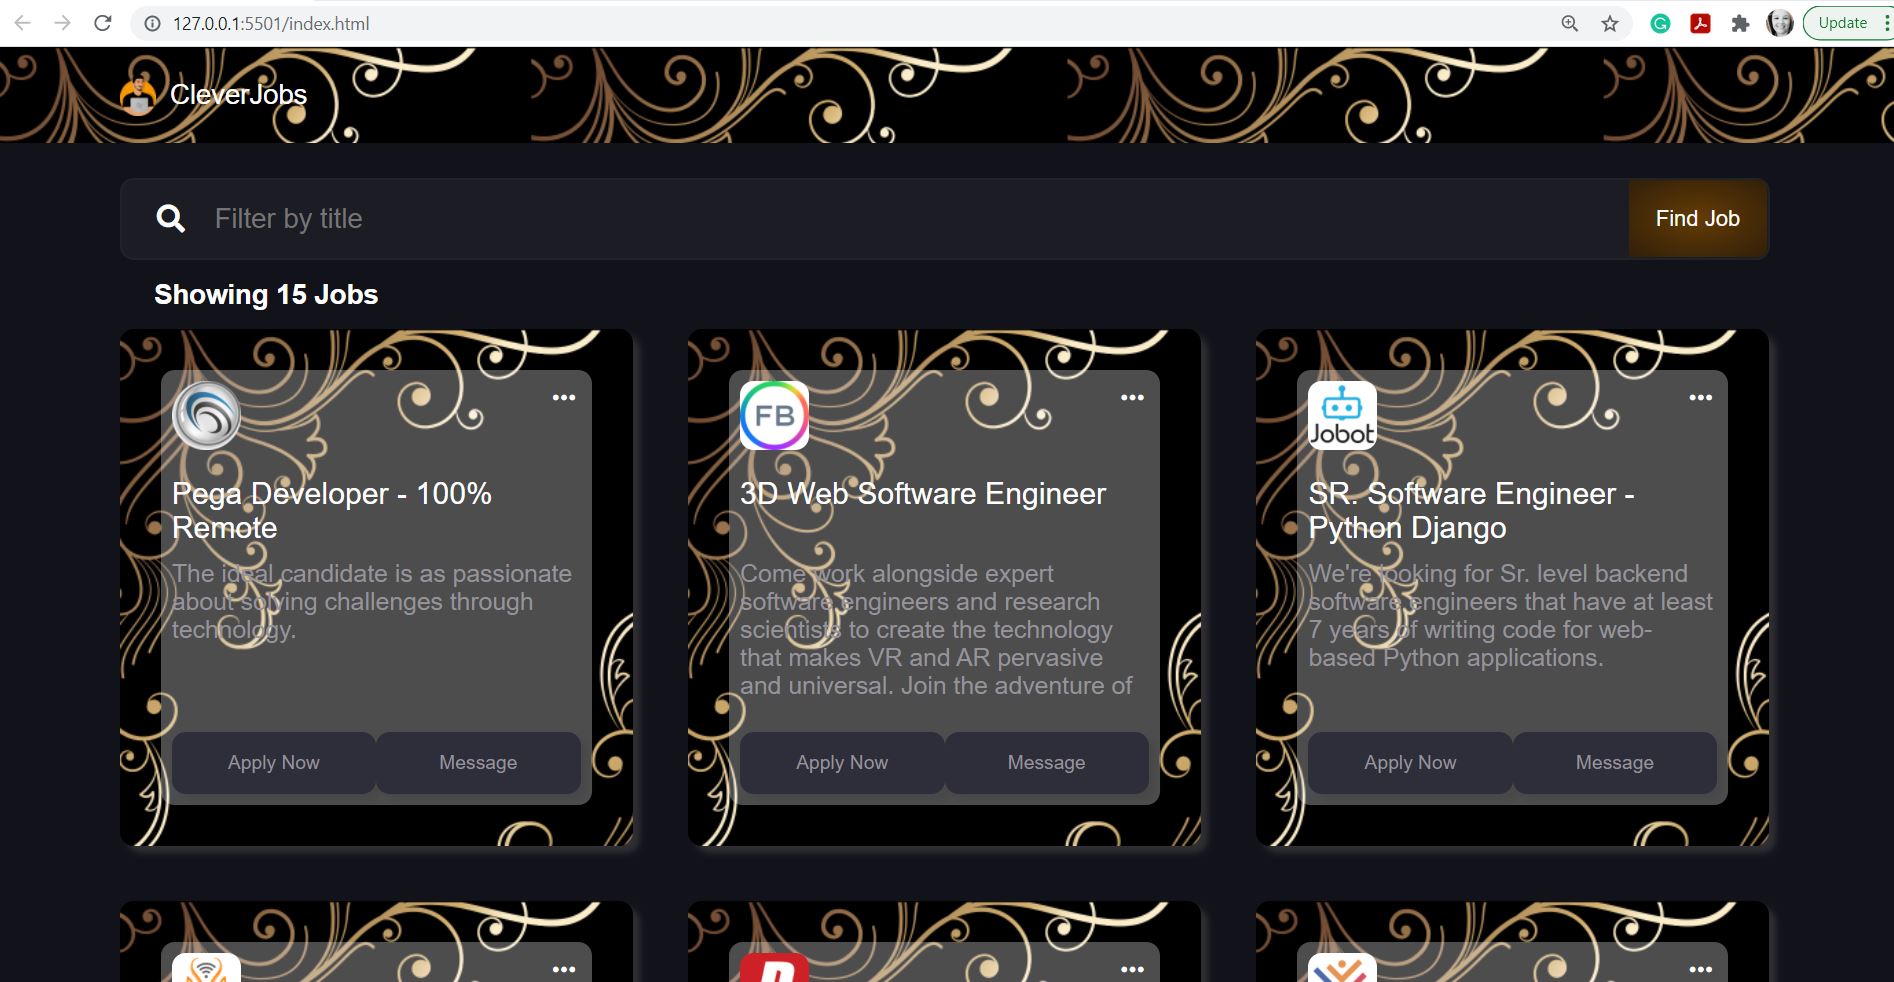 127.0.0.1:5501/index.html
Update
CleverJobs
Filter by title
Find Job
Showing 15 Jobs
Pega Developer - 100%
Remote
The ideal candidate is as passionate
about solving challenges through
technology.
Apply Now
Message
FB
3D Web Software Engineer
Come work alongside expert
software engineers and research
scientists to create the technology
that makes VR and AR pervasive
and universal. Join the adventure of
Apply Now
Message
Jobot
SR. Software Engineer -
Python Django
We're looking for Sr. level backend
software engineers that have at least
7 years of writing code for web-
based Python applications.
Apply Now
Message